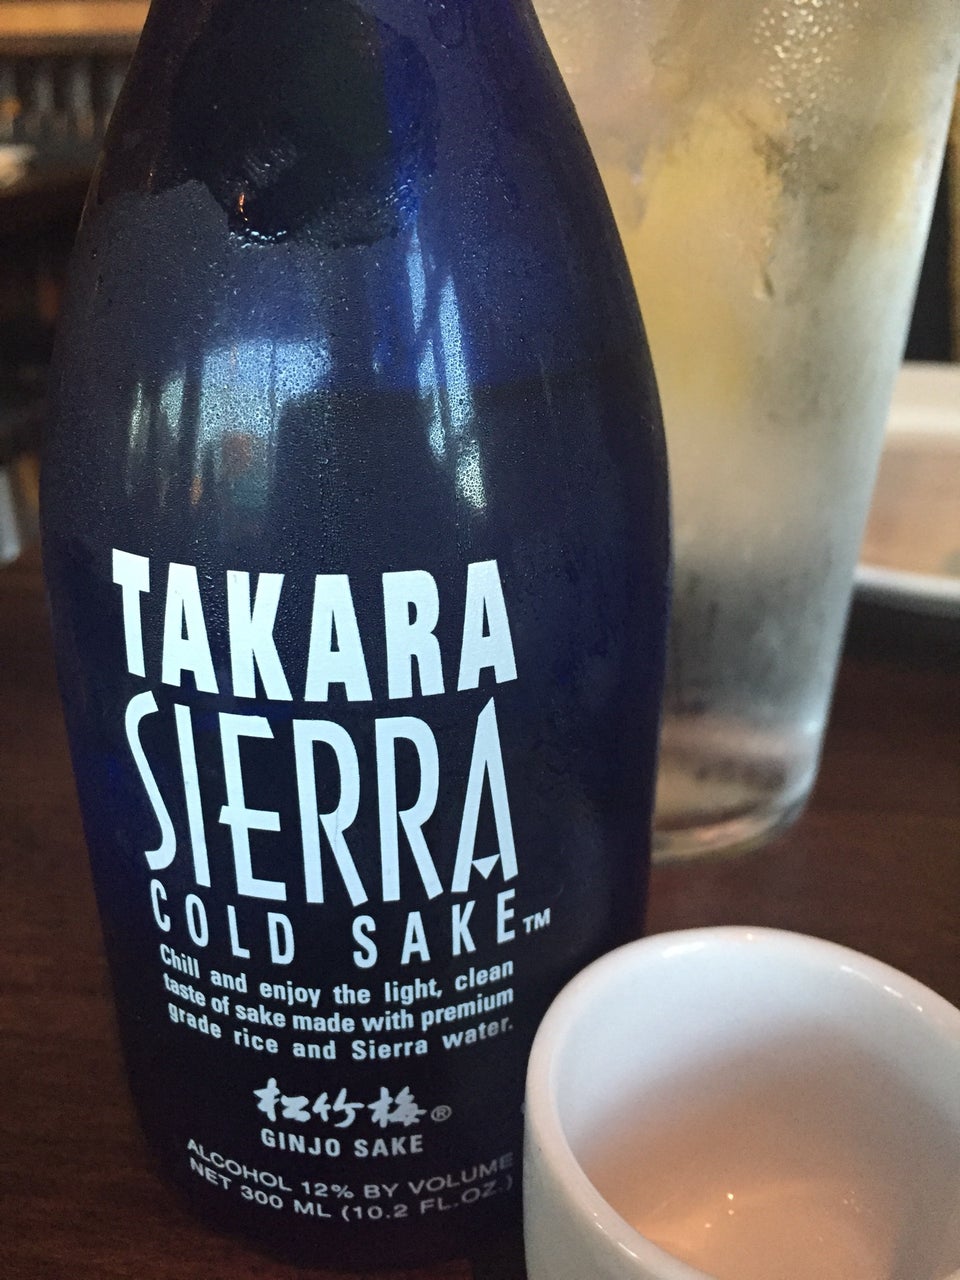 TAKARA
SIERRA
COLD SAKE™
Chill and enjoy the light, clean
taste of sake made with premium
grade rice and Sierra water.
松竹梅®
GINJO SAKE
ALCOHOL 12% BY VOLUME
NET 300 ML (10.2 FL.OZ.)